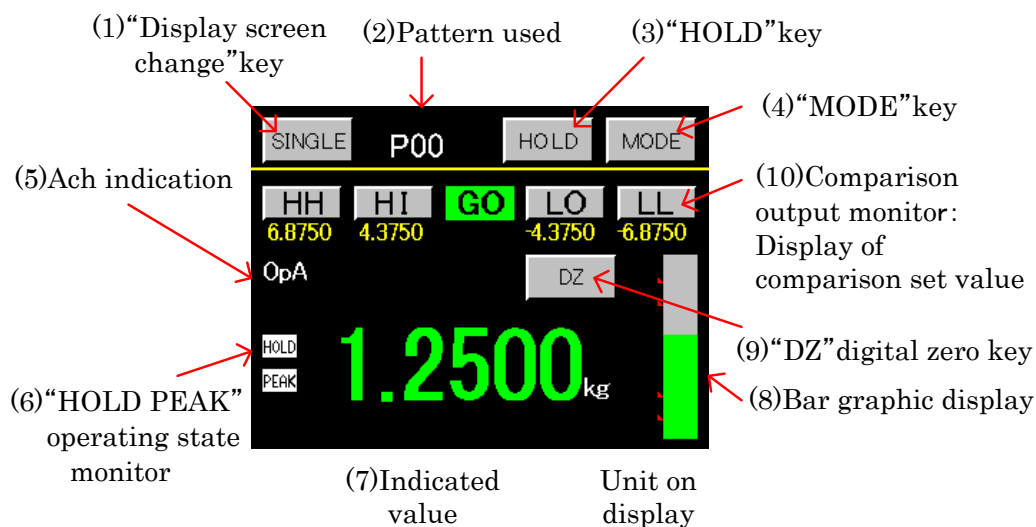 (1)“Display screen
change”key
(2)Pattern used
(3)“HOLD”key
(4)“MODE”key
SINGLE
P00
HOLD
MODE
(5)Ach indication
(10)Comparison
output monitor:
Display of
comparison set value
HH
HI
GO
LO
LL
6.8750
4.3750
-4.3750
-6.8750
OpA
DZ
HOLD
PEAK
1.2500kg
(9)“DZ”digital zero key
(8)Bar graphic display
(6)“HOLD PEAK”
operating state
monitor
(7)Indicated
value
Unit on
display